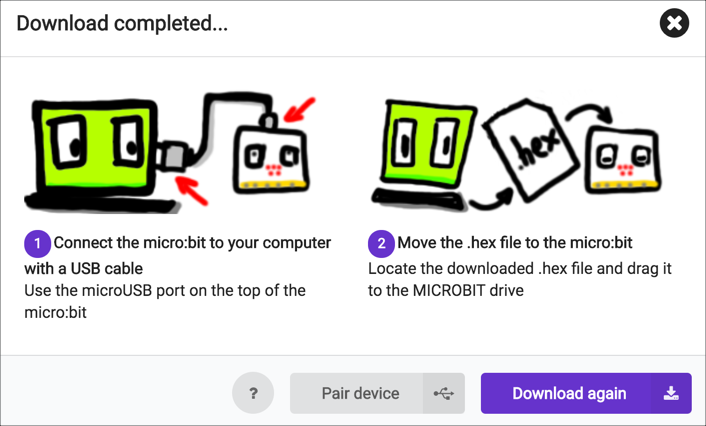 Download completed...
.hex
1 Connect the micro:bit to your computer
with a USB cable
Use the microUSB port on the top of the
micro:bit
2 Move the .hex file to the micro:bit
Locate the downloaded .hex file and drag it
to the MICROBIT drive
?
Pair device
Download again